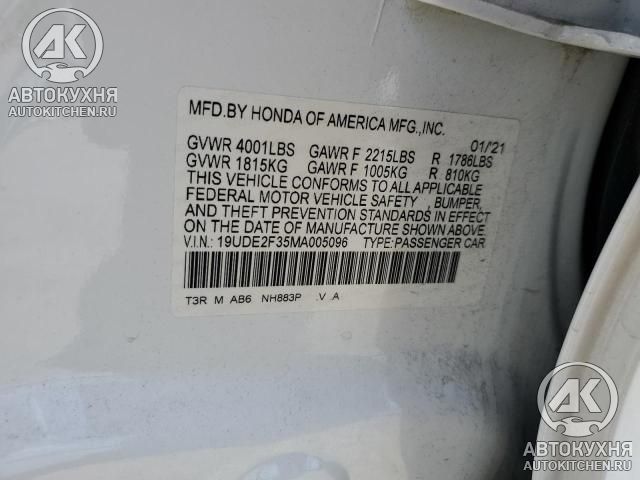 АК
АВТОКУХНЯ
AUTOKITCHEN.RU
MFD.BY HONDA OF AMERICA MFG.,INC.
01/21
GVWR 4001LBS GAWR F 2215LBS R 1786LBS
GVWR 1815KG GAWR F 1005KG R 810KG
THIS VEHICLE CONFORMS TO ALL APPLICABLE
FEDERAL MOTOR VEHICLE SAFETY , BUMPER,
AND THEFT PREVENTION STANDARDS IN EFFECT
ON THE DATE OF MANUFACTURE SHOWN ABOVE.
V.I.N.: 19UDE2F35MA005096 TYPE:PASSENGER CAR
T3R M AB6 NH883P .V .A
АК
АВТОКУХНЯ
AUTOKITCHEN.RU